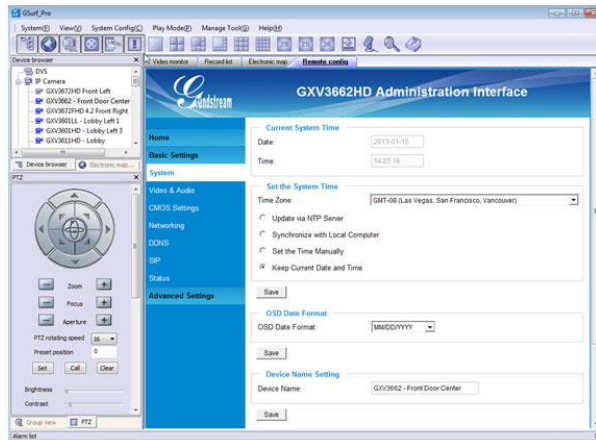 GSurf_Pro
System(F) View(V) System Config(C) Play Mode(P) Manage Tool(G) Help(H)
Device browser
Video monitor Record list Electronic map Remote config
DVS
IP Camera
GXV3672HD Front Left
GXV3662 - Front Door Center
GXV3672FHD 4.2 Front Right
GXV3601LL - Lobby Left 1
GXV3601HD - Lobby Left 3
GXV3611HD - Lobby
Device browser Electronic map...
PTZ
Zoom
Focus
Aperture
PTZ rotating speed 16
Preset position 0
Set Call Clear
Brightness
Contrast
Group view PTZ
Alarm list
Grandstream
GXV3662HD Administration Interface
Home
Basic Settings
System
Video & Audio
CMOS Settings
Networking
DDNS
SIP
Status
Advanced Settings
Current System Time
Date: 2013-01-15
Time: 14:25:18
Set the System Time
Time Zone: GMT-08 (Las Vegas, San Francisco, Vancouver)
Update via NTP Server
Synchronize with Local Computer
Set the Time Manually
Keep Current Date and Time
Save
OSD Date Format
OSD Date Format: MM/DD/YYYY
Save
Device Name Setting
Device Name: GXV3662 - Front Door Center
Save